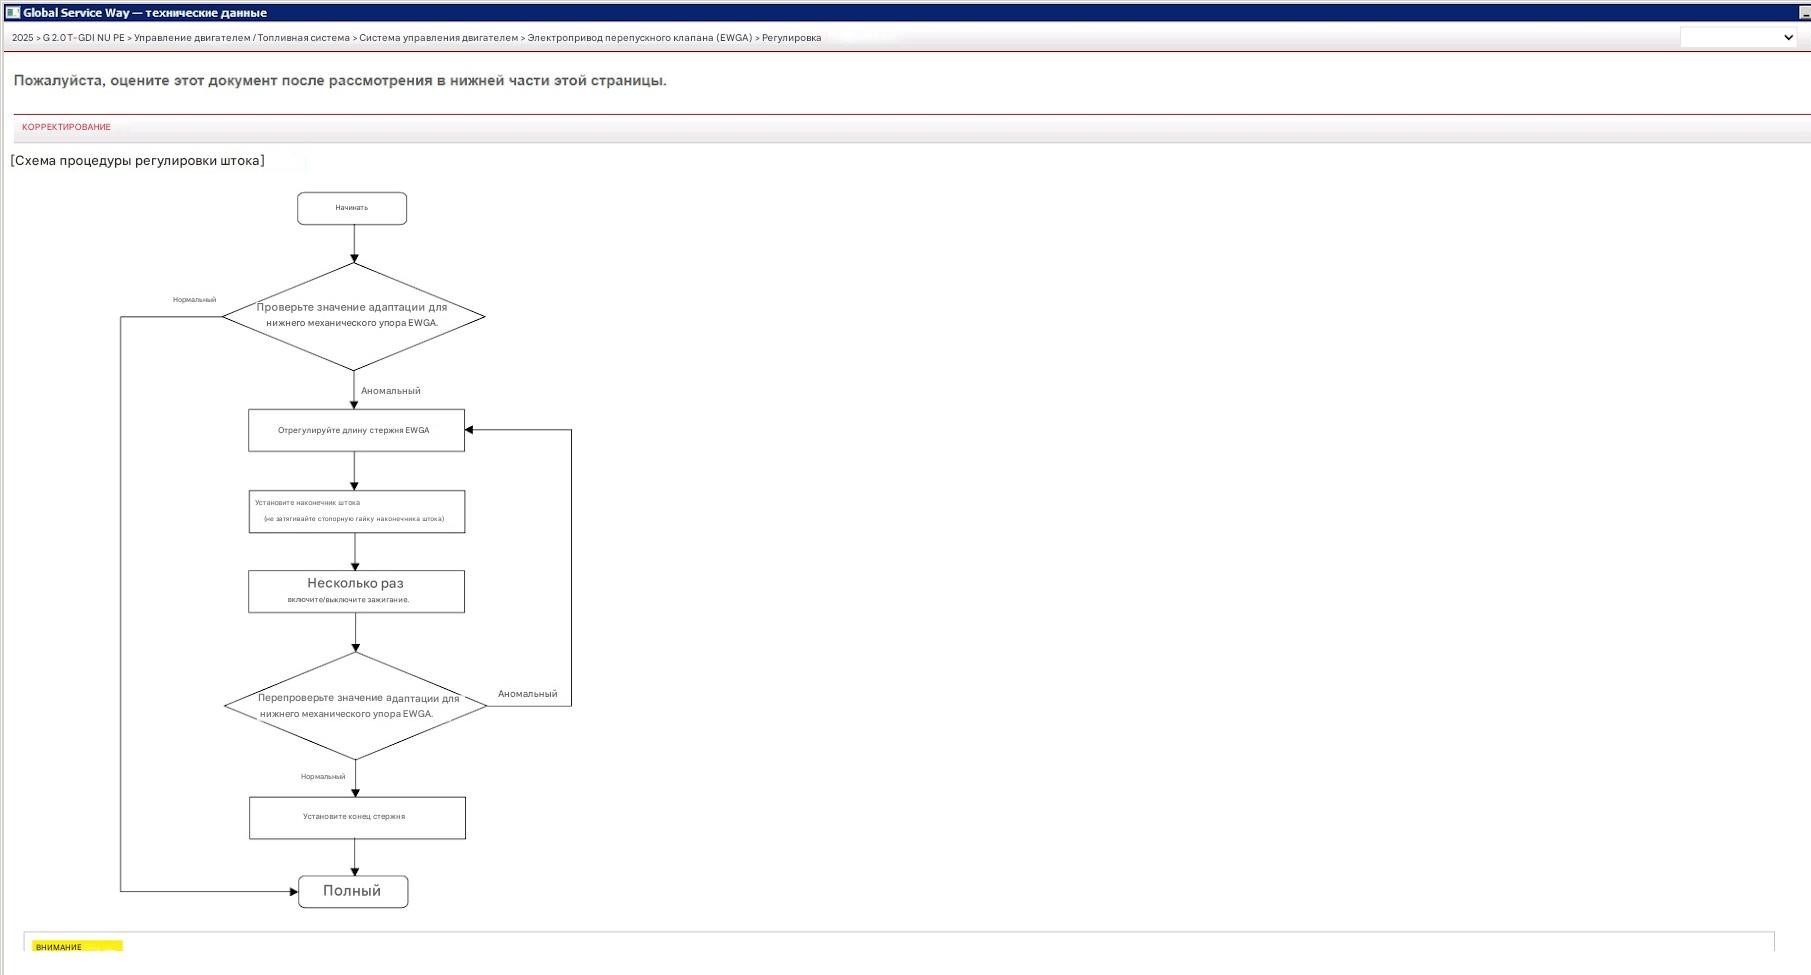 Global Service Way — технические данные
2025 > G 2.0 T-GDI NU PE > Управление двигателем / Топливная система > Система управления двигателем > Электропривод перепускного клапана (EWGA) > Регулировка
Пожалуйста, оцените этот документ после рассмотрения в нижней части этой страницы.
КОРРЕКТИРОВАНИЕ
[Схема процедуры регулировки штока]
Начинать
Нормальный
Проверьте значение адаптации для
нижнего механического упора EWGA.
Аномальный
Отрегулируйте длину стержня EWGA
Установите наконечник штока
(не затягивайте стопорную гайку наконечника штока)
Несколько раз
включите/выключите зажигание.
Перепроверьте значение адаптации для
нижнего механического упора EWGA.
Аномальный
Нормальный
Установите конец стержня
Полный
ВНИМАНИЕ